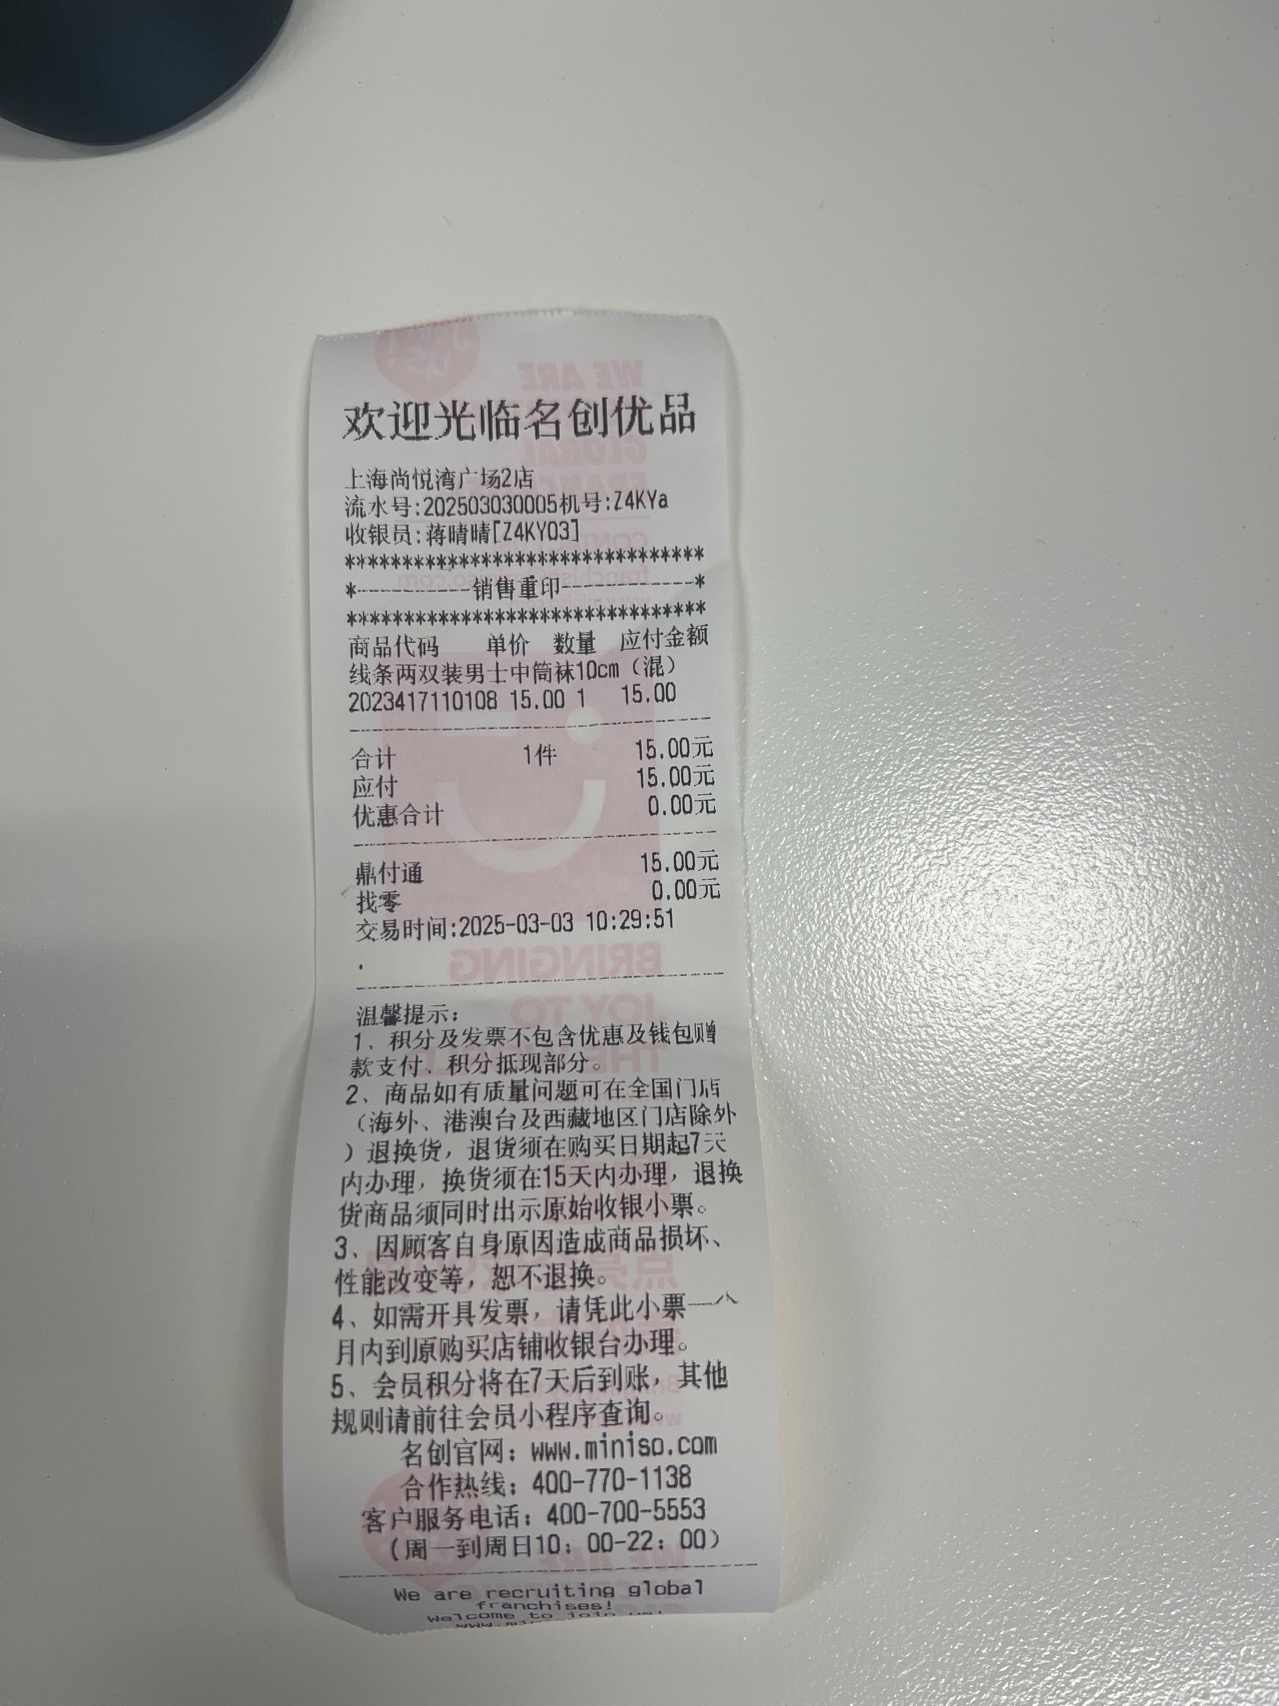 欢迎光临名创优品
上海尚悦湾广场2店
流水号:202503030005机号:Z4KYa
收银员:蒋晴晴[Z4KY03]
*******************************
*-----------销售重印------------*
*******************************
商品代码 单价 数量 应付金额
线条两双装男士中筒袜10cm（混）
2023417110108 15.00 1 15.00
合计 1件 15.00元
应付 15.00元
优惠合计 0.00元
鼎付通 15.00元
找零 0.00元
交易时间:2025-03-03 10:29:51
.
温馨提示：
1、积分及发票不包含优惠及钱包赠
款支付、积分抵现部分。
2、商品如有质量问题可在全国门店
（海外、港澳台及西藏地区门店除外
）退换货，退货须在购买日期起7天
内办理，换货须在15天内办理，退换
货商品须同时出示原始收银小票。
3、因顾客自身原因造成商品损坏、
性能改变等，恕不退换。
4、如需开具发票，请凭此小票一个
月内到原购买店铺收银台办理。
5、会员积分将在7天后到账，其他
规则请前往会员小程序查询。
名创官网：www.miniso.com
合作热线：400-770-1138
客户服务电话：400-700-5553
(周一到周日10：00-22：00）
We are recruiting global
franchises!
Welcome to join us!